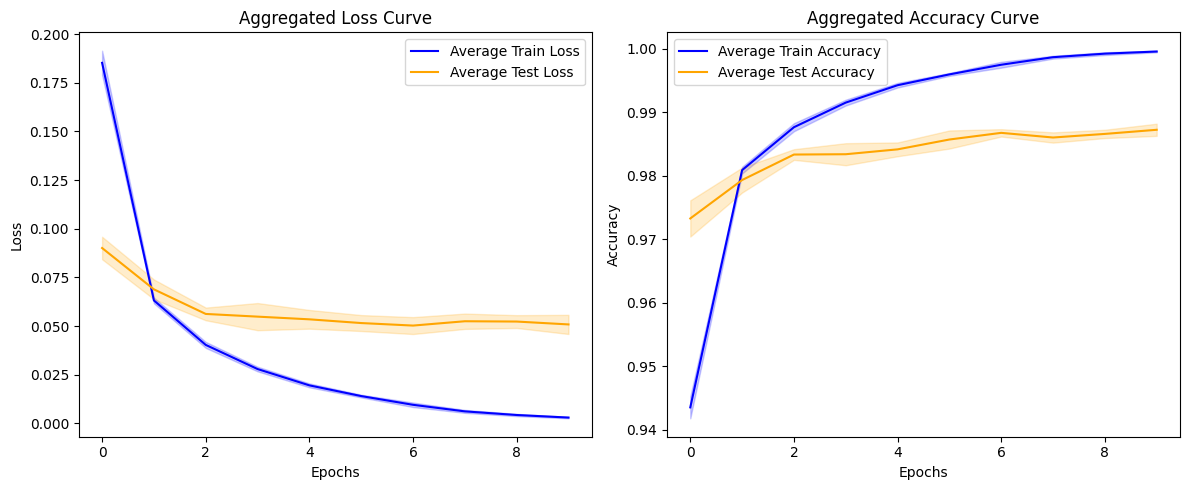 Aggregated Loss Curve
0.200
0.175
0.150
0.125
0.100
0.075
0.050
0.025
0.000
Loss
0 2 4 6 8
Epochs
Average Train Loss
Average Test Loss
Aggregated Accuracy Curve
1.00
0.99
0.98
0.97
0.96
0.95
0.94
Accuracy
0 2 4 6 8
Epochs
Average Train Accuracy
Average Test Accuracy